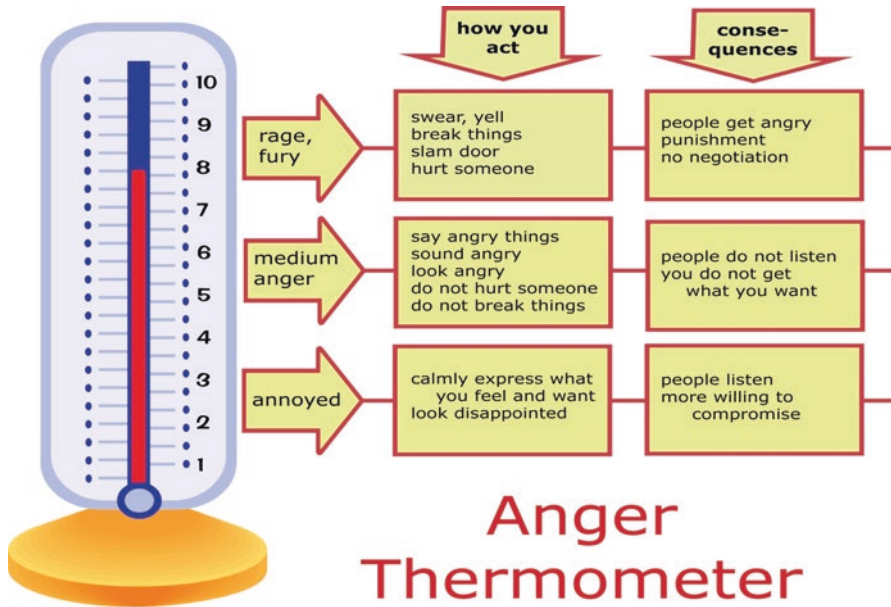 how you
act
conse-
quences
10
9
8
7
6
5
4
3
2
1
rage,
fury
swear, yell
break things
slam door
hurt someone
people get angry
punishment
no negotiation
medium
anger
say angry things
sound angry
look angry
do not hurt someone
do not break things
people do not listen
you do not get
what you want
annoyed
calmly express what
you feel and want
look disappointed
people listen
more willing to
compromise
Anger
Thermometer